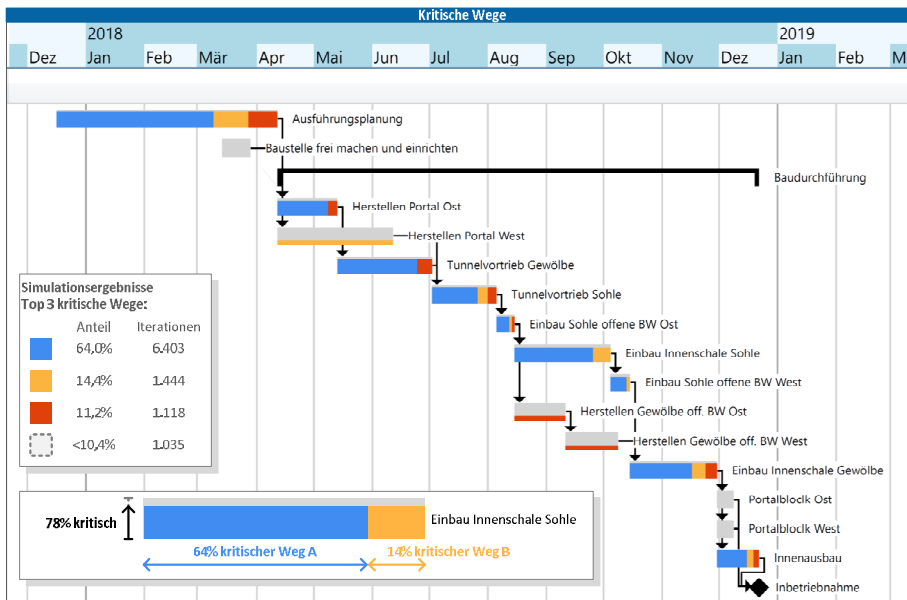 Kritische Wege
2018 2019
Dez Jan Feb Mär Apr Mai Jun Jul Aug Sep Okt Nov Dez Jan Feb M
Ausführungsplanung
Baustelle frei machen und einrichten
Baudurchführung
Herstellen Portal Ost
Herstellen Portal West
Tunnelvortrieb Gewölbe
Tunnelvortrieb Sohle
Einbau Sohle offene BW Ost
Einbau Innenschale Sohle
Einbau Sohle offene BW West
Herstellen Gewölbe off. BW Ost
Herstellen Gewölbe off. BW West
Einbau Innenschale Gewölbe
Portalblock Ost
Portalblock West
Innenausbau
Inbetriebnahme
Simulationsergebnisse
Top 3 kritische Wege:
Anteil Iterationen
64,0% 6.403
14,4% 1.444
11,2% 1.118
<10,4% 1.035
78% kritisch
Einbau Innenschale Sohle
64% kritischer Weg A 14% kritischer Weg B